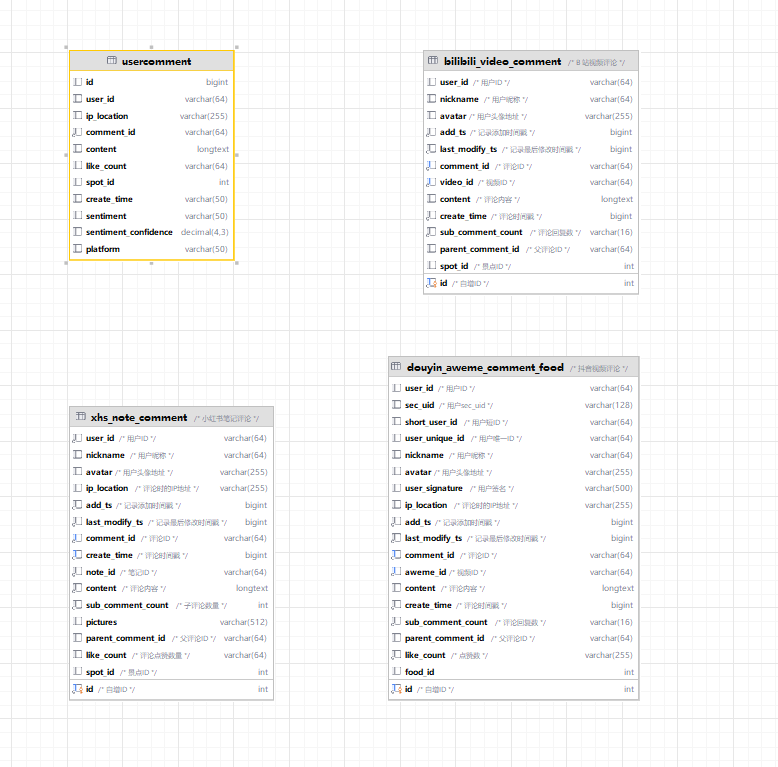 usercomment
id bigint
user_id varchar(64)
ip_location varchar(255)
comment_id varchar(64)
content longtext
like_count varchar(64)
spot_id int
create_time varchar(50)
sentiment varchar(50)
sentiment_confidence decimal(4,3)
platform varchar(50)
bilibili_video_comment /* B 站视频评论 */
user_id /* 用户ID */ varchar(64)
nickname /* 用户昵称 */ varchar(64)
avatar /* 用户头像地址 */ varchar(255)
add_ts /* 记录添加时间戳 */ bigint
last_modify_ts /* 记录最后修改时间戳 */ bigint
comment_id /* 评论ID */ varchar(64)
video_id /* 视频ID */ varchar(64)
content /* 评论内容 */ longtext
create_time /* 评论时间戳 */ bigint
sub_comment_count /* 评论回复数 */ varchar(16)
parent_comment_id /* 父评论ID */ varchar(64)
spot_id /* 景点ID */ int
id /* 自增ID */ int
xhs_note_comment /* 小红书笔记评论 */
user_id /* 用户ID */ varchar(64)
nickname /* 用户昵称 */ varchar(64)
avatar /* 用户头像地址 */ varchar(255)
ip_location /* 评论时的IP地址 */ varchar(255)
add_ts /* 记录添加时间戳 */ bigint
last_modify_ts /* 记录最后修改时间戳 */ bigint
comment_id /* 评论ID */ varchar(64)
create_time /* 评论时间戳 */ bigint
note_id /* 笔记ID */ varchar(64)
content /* 评论内容 */ longtext
sub_comment_count /* 子评论数量 */ int
pictures varchar(512)
parent_comment_id /* 父评论ID */ varchar(64)
like_count /* 评论点赞数量 */ varchar(64)
spot_id /* 景点ID */ int
id /* 自增ID */ int
douyin_aweme_comment_food /* 抖音视频评论 */
user_id /* 用户ID */ varchar(64)
sec_uid /* 用户sec_uid */ varchar(128)
short_user_id /* 用户短ID */ varchar(64)
user_unique_id /* 用户唯一ID */ varchar(64)
nickname /* 用户昵称 */ varchar(64)
avatar /* 用户头像地址 */ varchar(255)
user_signature /* 用户签名 */ varchar(500)
ip_location /* 评论时的IP地址 */ varchar(255)
add_ts /* 记录添加时间戳 */ bigint
last_modify_ts /* 记录最后修改时间戳 */ bigint
comment_id /* 评论ID */ varchar(64)
aweme_id /* 视频ID */ varchar(64)
content /* 评论内容 */ longtext
create_time /* 评论时间戳 */ bigint
sub_comment_count /* 评论回复数 */ varchar(16)
parent_comment_id /* 父评论ID */ varchar(64)
like_count /* 点赞数 */ varchar(255)
food_id int
id /* 自增ID */ int